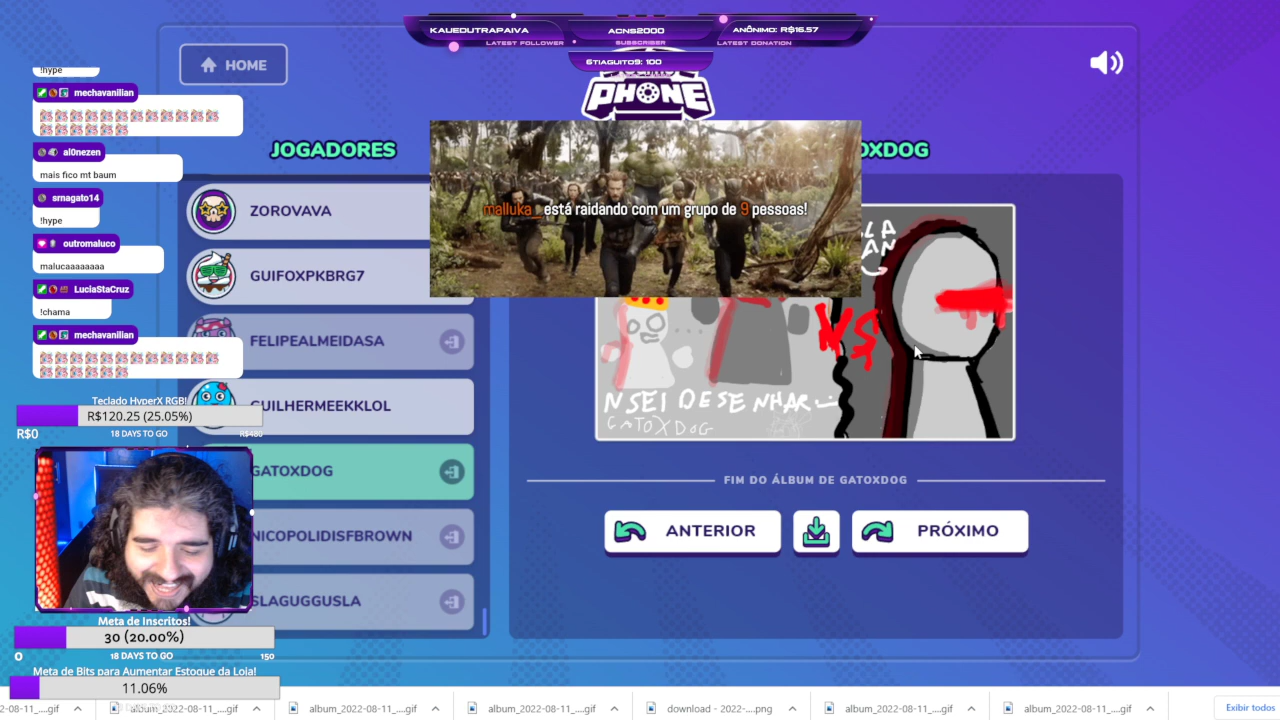 KAUEDUTRAPAIVA
LATEST FOLLOWER
ACNS2000
SUBSCRIBER
ANÔNIMO: R$16.57
LATEST DONATION
6TIAGUITO9: 100
HOME
PHONE
!hype
mechavanilian
al0nezen
mais fico mt baum
srnagato14
!hype
outromaluco
malucaaaaaaaa
LuciaStaCruz
!chama
mechavanilian
Teclado HyperX RGB!
R$120.25 (25.05%)
R$0
18 DAYS TO GO
R$480
Meta de Inscritos!
30 (20.00%)
0
18 DAYS TO GO
150
Meta de Bits para Aumentar Estoque da Loja!
11.06%
JOGADORES
ZOROVAVA
GUIFOXPKBRG7
FELIPEALMEIDASA
GUILHERMEEKKLOL
GATOXDOG
NICOPOLIDISFBROWN
SLAGUGGUSLA
OXDOG
malluka_ está raidando com um grupo de 9 pessoas!
VS
N SEI DESENHAR
GATOXDOG
FIM DO ÁLBUM DE GATOXDOG
ANTERIOR
PRÓXIMO
2-08-11_....gif
album_2022-08-11_....gif
album_2022-08-11_....gif
album_2022-08-11_....gif
download - 2022-....png
album_2022-08-11_....gif
album_2022-08-11_....gif
Exibir todos